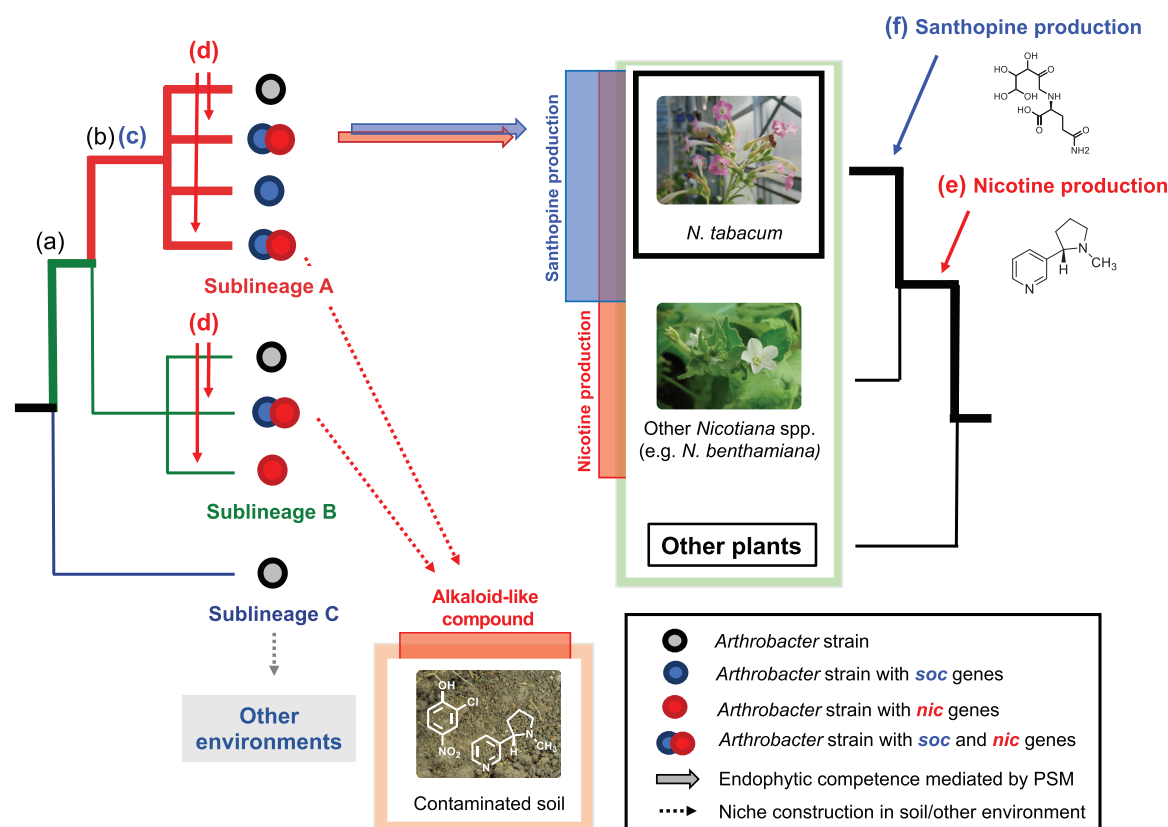 (d)
(b)
(c)
(a)
Sublineage A
(d)
Sublineage B
Sublineage C
Other
environments
Alkaloid-like
compound
OH
Cl
NO2
N
H
N
CH3
Contaminated soil
Santhopine production
Nicotine production
N. tabacum
Other Nicotiana spp.
(e.g. N. benthamiana)
Other plants
(f) Santhopine production
OH
OH
HO
O
HO
OH
NH
HO
O
O
NH2
(e) Nicotine production
N
H
N
CH3
Arthrobacter strain
Arthrobacter strain with soc genes
Arthrobacter strain with nic genes
Arthrobacter strain with soc and nic genes
Endophytic competence mediated by PSM
Niche construction in soil/other environment